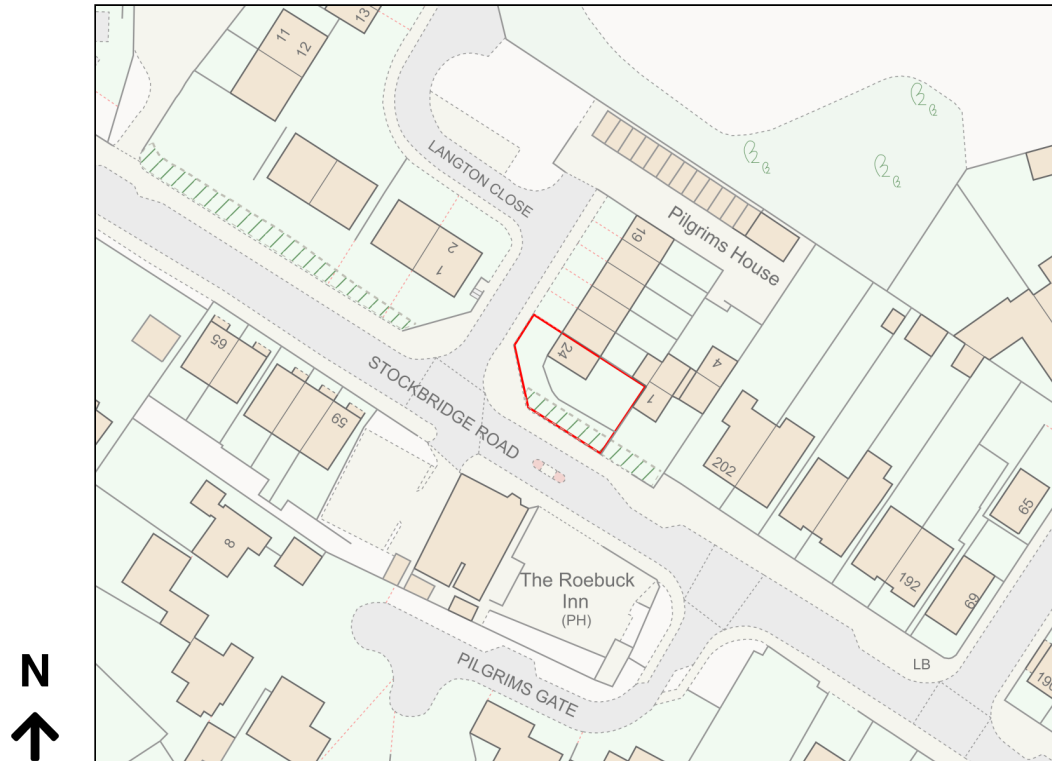 13
11
12
LANGTON CLOSE
Pilgrims House
19
2
1
65
24
4
1
STOCKBRIDGE ROAD
59
202
65
8
192
The Roebuck
Inn
(PH)
69
N
LB
PILGRIMS GATE